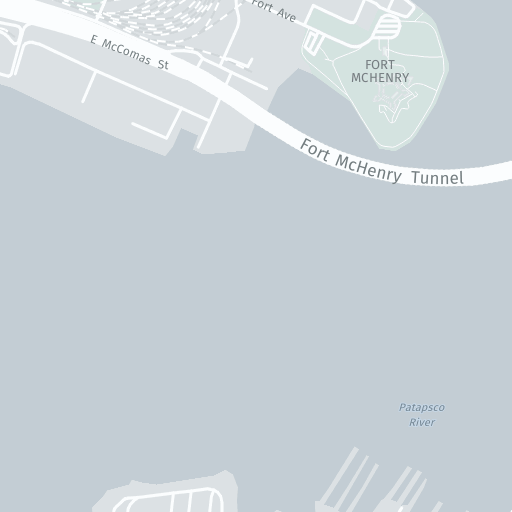 Fort Ave
E McComas St
FORT
MCHENRY
Fort McHenry Tunnel
Patapsco
River